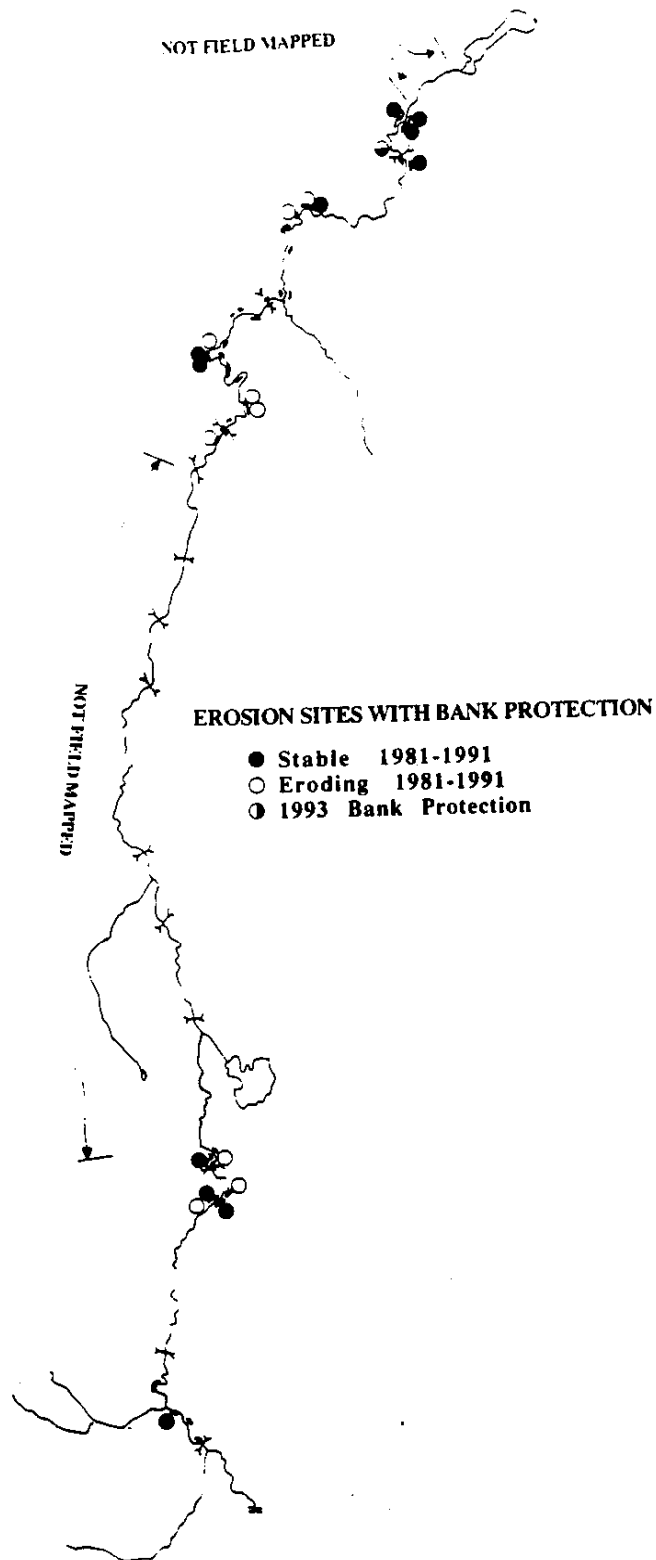 NOT FIELD MAPPED
NOT FIELD MAPPED
EROSION SITES WITH BANK PROTECTION
Stable 1981-1991
Eroding 1981-1991
1993 Bank Protection